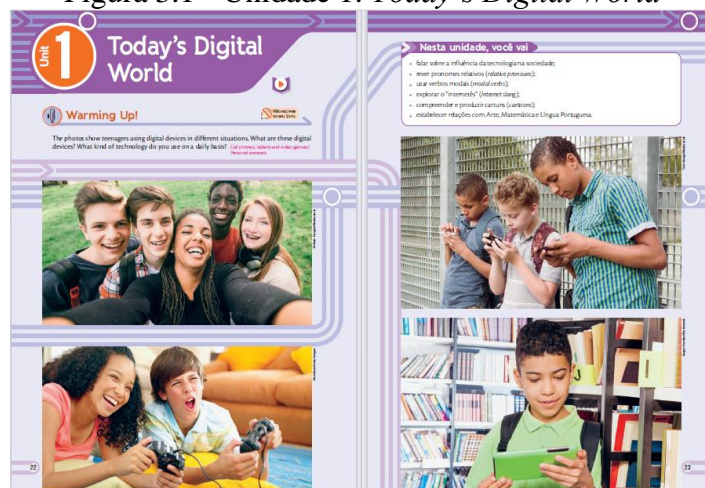 Figura 3.1 – Unidade 1: Today's Digital World
Unit
1
Today's Digital
World
Warming Up!
The photos show teenagers using digital devices in different situations. What are these digital
devices? What kind of technology do you use on a daily basis? Cell phones, tablets and video games/
Personal answers.
22
Nesta unidade, você vai
• falar sobre a influência da tecnologia na sociedade;
• rever pronomes relativos (relative pronouns);
• usar verbos modais (modal verbs);
• explorar o "internetês" (Internet slang);
• compreender e produzir cartuns (cartoons);
• estabelecer relações com Arte, Matemática e Língua Portuguesa.
J
23